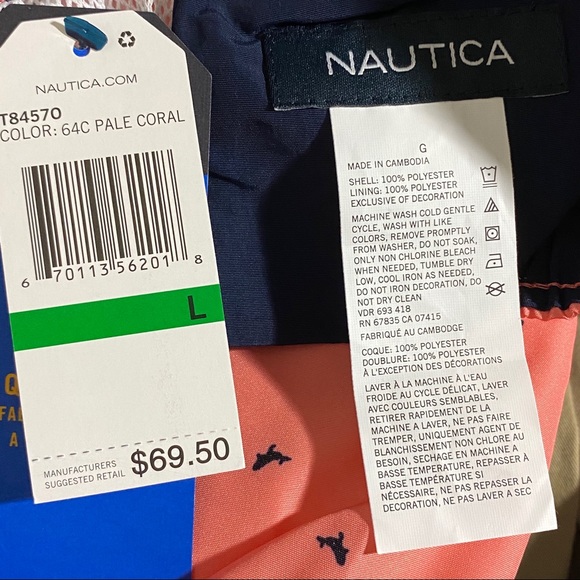 NAUTICA.COM
T84570
COLOR: 64C PALE CORAL
6 70113 56201 8
L
MANUFACTURERS
SUGGESTED RETAIL $69.50
Q
FA
A
NAUTICA
G
MADE IN CAMBODIA
SHELL: 100% POLYESTER
LINING: 100% POLYESTER
EXCLUSIVE OF DECORATION
MACHINE WASH COLD GENTLE
CYCLE, WASH WITH LIKE
COLORS, REMOVE PROMPTLY
FROM WASHER, DO NOT SOAK,
ONLY NON CHLORINE BLEACH
WHEN NEEDED, TUMBLE DRY
LOW, COOL IRON AS NEEDED,
DO NOT IRON DECORATION, DO
NOT DRY CLEAN
VDR 693 418
RN 67835 CA 07415
FABRIQUÉ AU CAMBODGE
COQUE: 100% POLYESTER
DOUBLURE: 100% POLYESTER
À L'EXCEPTION DES DÉCORATIONS
LAVER À LA MACHINE À L'EAU
FROIDE AU CYCLE DÉLICAT, LAVER
AVEC COULEURS SEMBLABLES,
RETIRER RAPIDEMENT DE LA
MACHINE A LAVER, NE PAS FAIRE
TREMPER, UNIQUEMENT AGENT DE
BLANCHISSEMENT NON CHLORE AU
BESOIN, SECHAGE EN MACHINE A
BASSE TEMPERATURE, REPASSER À
BASSE TEMPÉRATURE SI
NÉCESSAIRE, NE PAS REPASSER LA
DECORATION, NE PAS LAVER A SEC